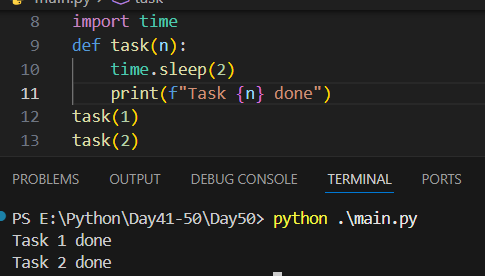 main.py > task
8 import time
9 def task(n):
10     time.sleep(2)
11     print(f"Task {n} done")
12 task(1)
13 task(2)
PROBLEMS OUTPUT DEBUG CONSOLE TERMINAL PORTS
PS E:\Python\Day41-50\Day50> python .\main.py
Task 1 done
Task 2 done